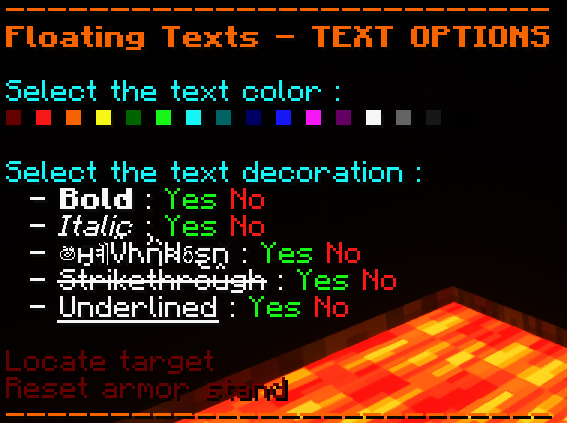 Floating Texts - TEXT OPTIONS
Select the text color :
Select the text decoration :
- Bold : Yes No
- Italic : Yes No
- : Yes No
- Strikethrough : Yes No
- Underlined : Yes No
Locate target
Reset armor stand